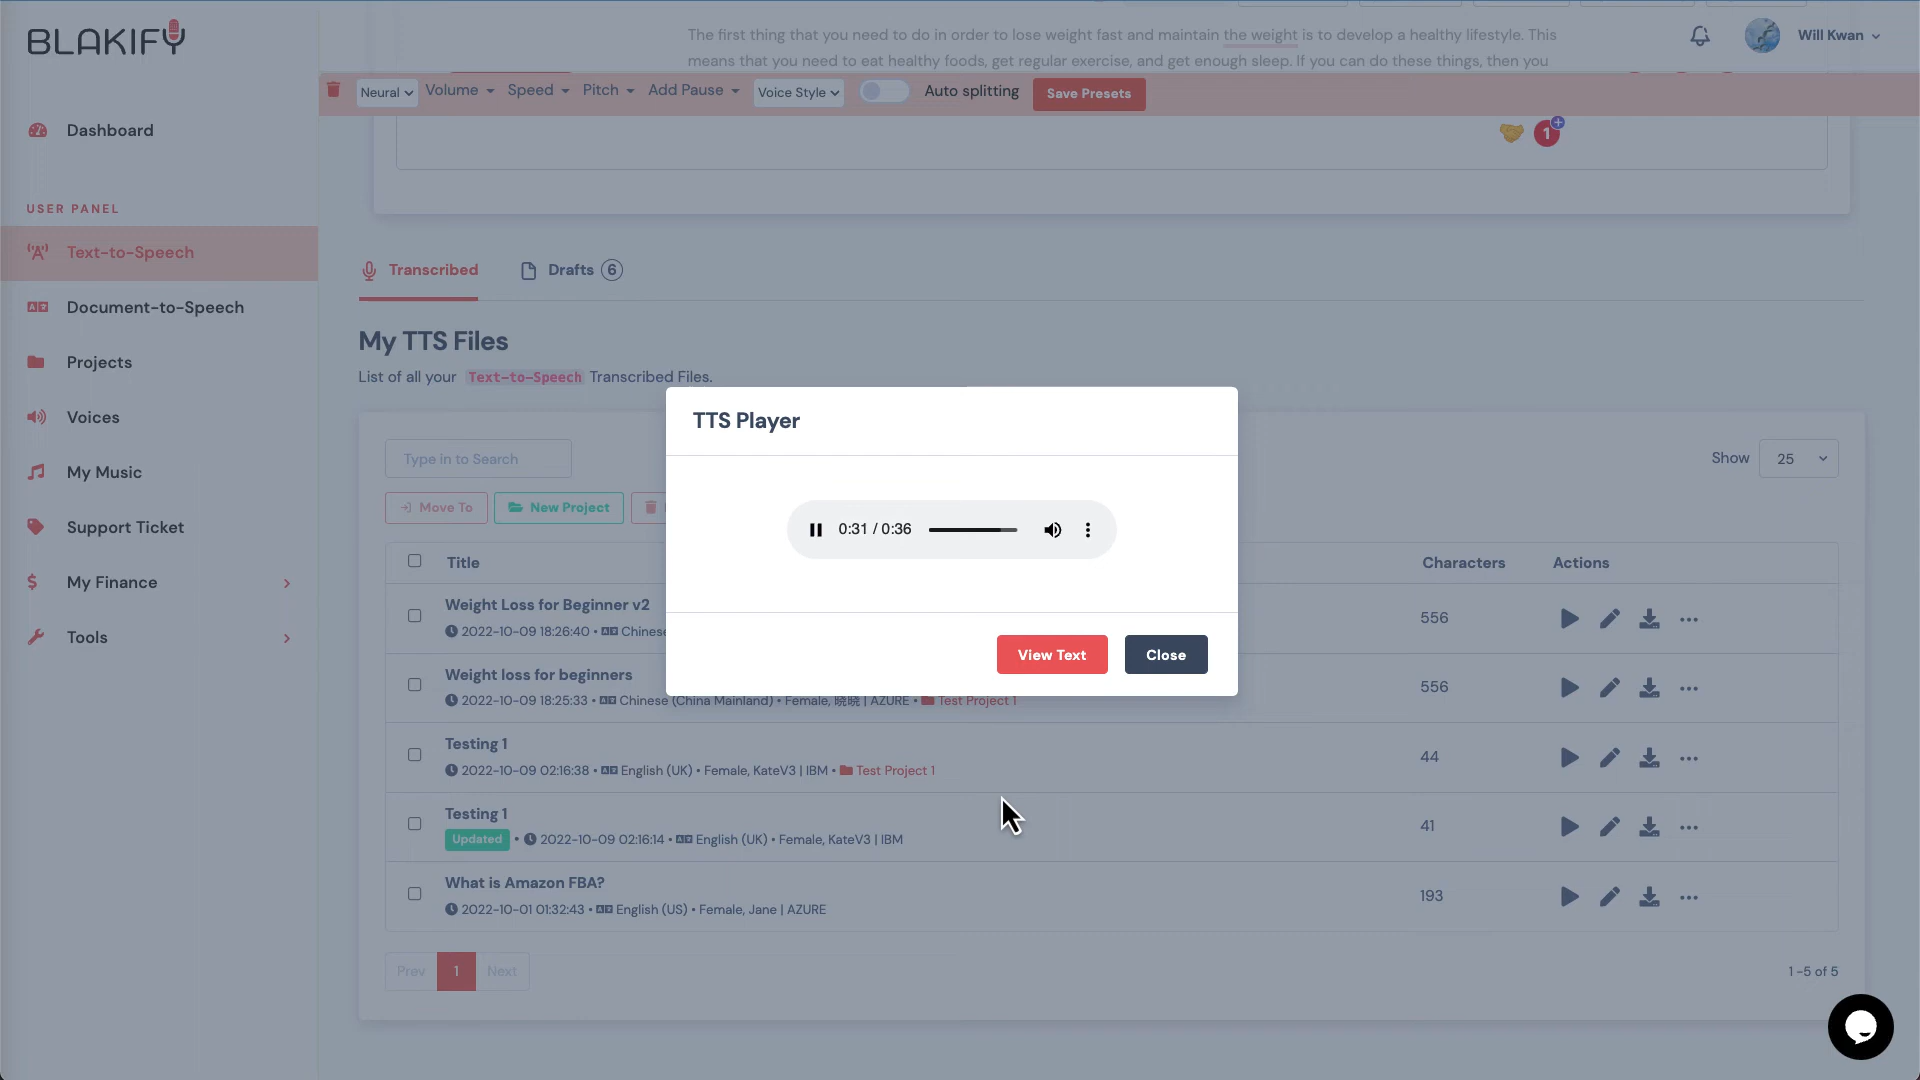 BLAKIFY
The first thing that you need to do in order to lose weight fast and maintain the weight is to develop a healthy lifestyle. This
means that you need to eat healthy foods, get regular exercise, and get enough sleep. If you can do these things, then you
Will Kwan
Neural Volume Speed Pitch Add Pause Voice Style Auto splitting Save Presets
1
Dashboard
USER PANEL
Text-to-Speech
Document-to-Speech
Projects
Voices
My Music
Support Ticket
My Finance
Tools
Transcribed Drafts 6
My TTS Files
List of all your Text-to-Speech Transcribed Files.
TTS Player
0:31 / 0:36
View Text Close
Type in to Search
Show 25
Move To New Project
Title Characters Actions
Weight Loss for Beginner v2
2022-10-09 18:26:40 • Chinese
556
Weight loss for beginners
2022-10-09 18:25:33 • Chinese (China Mainland) • Female, 晓晓 | AZURE • Test Project 1
556
Testing 1
2022-10-09 02:16:38 • English (UK) • Female, KateV3 | IBM • Test Project 1
44
Testing 1
Updated • 2022-10-09 02:16:14 • English (UK) • Female, KateV3 | IBM
41
What is Amazon FBA?
2022-10-01 01:32:43 • English (US) • Female, Jane | AZURE
193
Prev 1 Next
1 -5 of 5